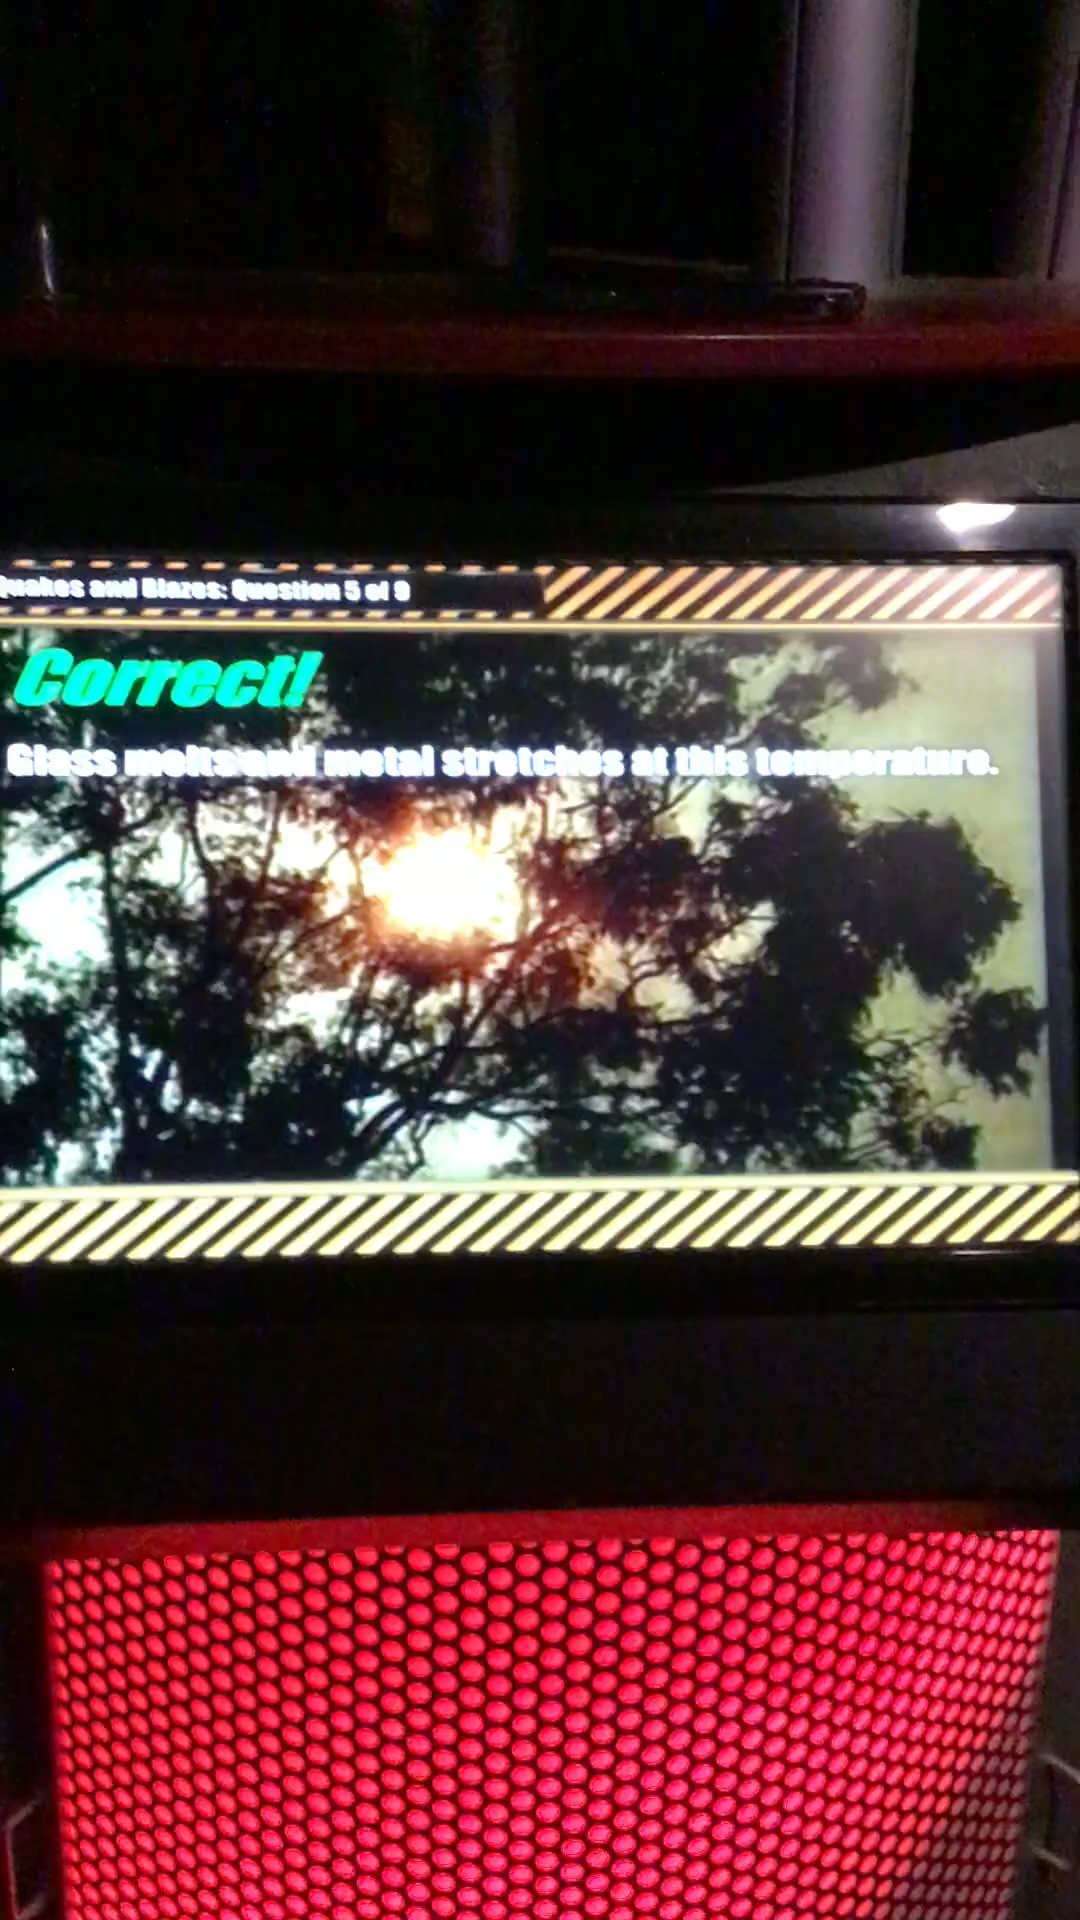 Quakes and Blazes: Question 5 of 9
Correct!
Glass melts and metal stretches at this temperature.